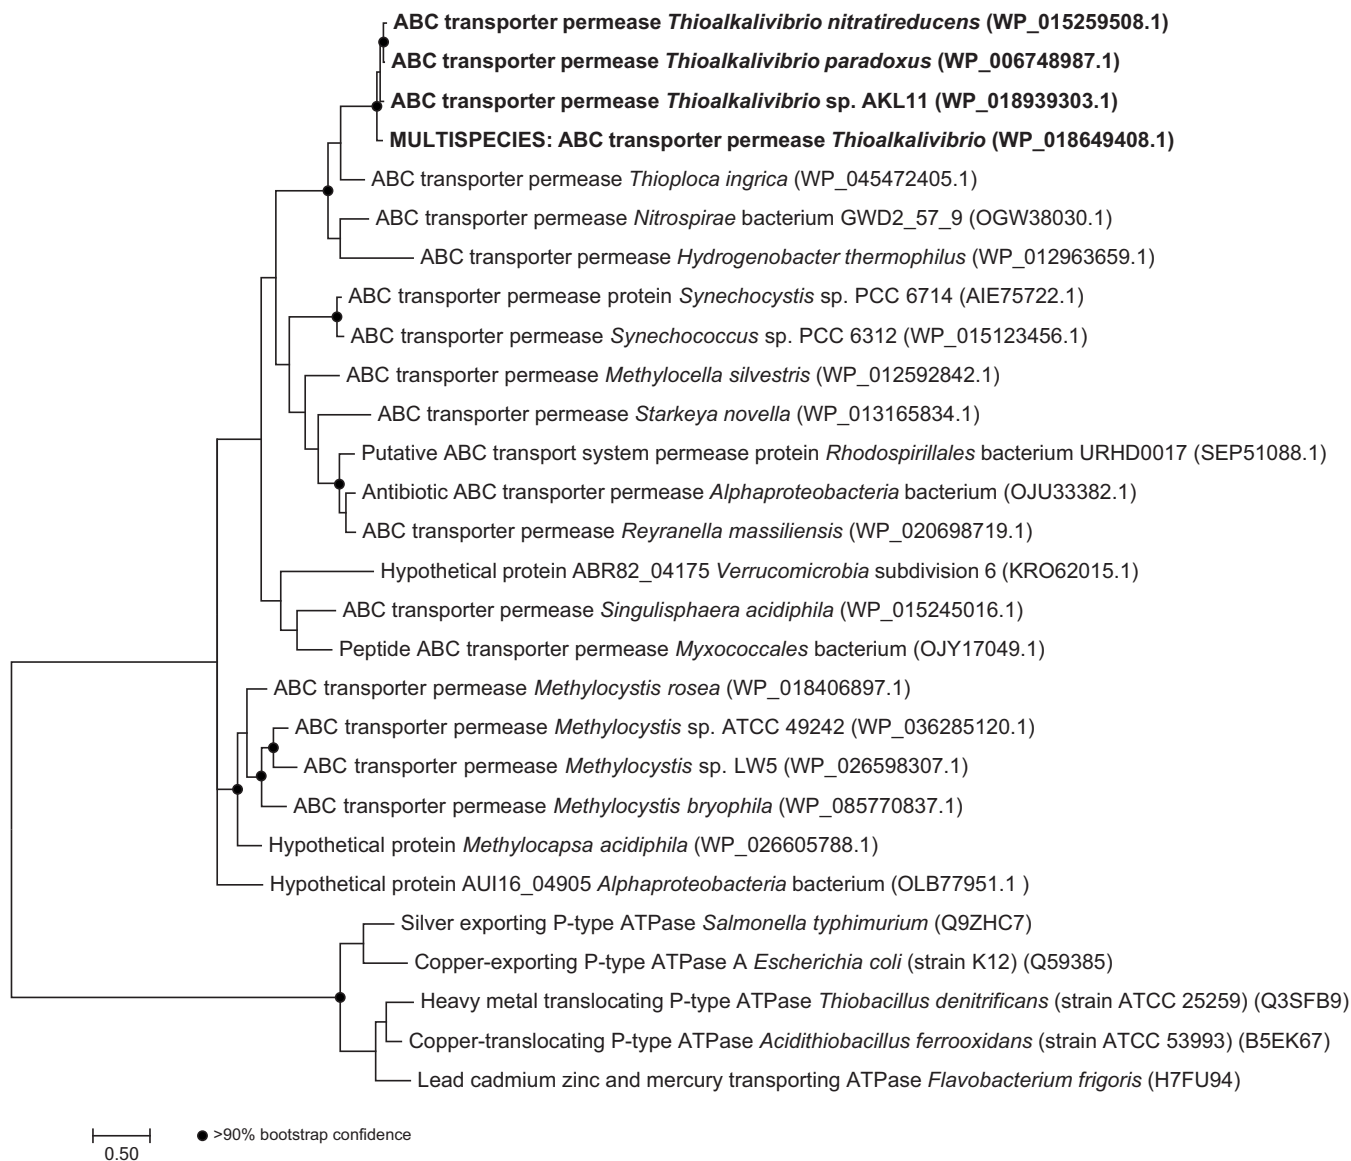 ABC transporter permease Thioalkalivibrio nitratireducens (WP_015259508.1)
ABC transporter permease Thioalkalivibrio paradoxus (WP_006748987.1)
ABC transporter permease Thioalkalivibrio sp. AKL11 (WP_018939303.1)
MULTISPECIES: ABC transporter permease Thioalkalivibrio (WP_018649408.1)
ABC transporter permease Thioploca ingrica (WP_045472405.1)
ABC transporter permease Nitrospirae bacterium GWD2_57_9 (OGW38030.1)
ABC transporter permease Hydrogenobacter thermophilus (WP_012963659.1)
ABC transporter permease protein Synechocystis sp. PCC 6714 (AIE75722.1)
ABC transporter permease Synechococcus sp. PCC 6312 (WP_015123456.1)
ABC transporter permease Methylocella silvestris (WP_012592842.1)
ABC transporter permease Starkeya novella (WP_013165834.1)
Putative ABC transport system permease protein Rhodospirillales bacterium URHD0017 (SEP51088.1)
Antibiotic ABC transporter permease Alphaproteobacteria bacterium (OJU33382.1)
ABC transporter permease Reyranella massiliensis (WP_020698719.1)
Hypothetical protein ABR82_04175 Verrucomicrobia subdivision 6 (KRO62015.1)
ABC transporter permease Singulisphaera acidiphila (WP_015245016.1)
Peptide ABC transporter permease Myxococcales bacterium (OJY17049.1)
ABC transporter permease Methylocystis rosea (WP_018406897.1)
ABC transporter permease Methylocystis sp. ATCC 49242 (WP_036285120.1)
ABC transporter permease Methylocystis sp. LW5 (WP_026598307.1)
ABC transporter permease Methylocystis bryophila (WP_085770837.1)
Hypothetical protein Methylocapsa acidiphila (WP_026605788.1)
Hypothetical protein AUI16_04905 Alphaproteobacteria bacterium (OLB77951.1 )
Silver exporting P-type ATPase Salmonella typhimurium (Q9ZHC7)
Copper-exporting P-type ATPase A Escherichia coli (strain K12) (Q59385)
Heavy metal translocating P-type ATPase Thiobacillus denitrificans (strain ATCC 25259) (Q3SFB9)
Copper-translocating P-type ATPase Acidithiobacillus ferrooxidans (strain ATCC 53993) (B5EK67)
Lead cadmium zinc and mercury transporting ATPase Flavobacterium frigoris (H7FU94)
>90% bootstrap confidence
0.50